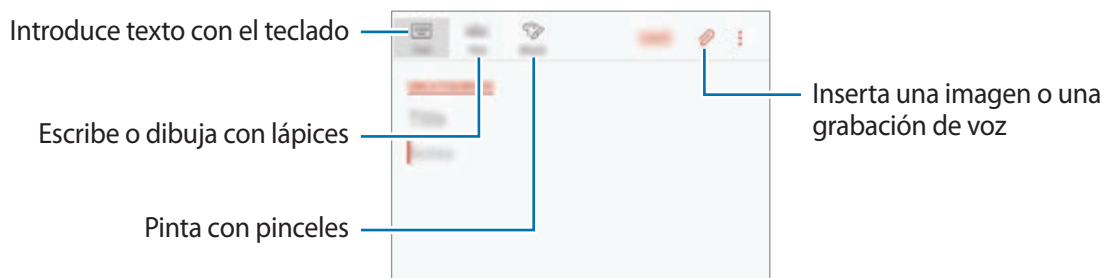 Introduce texto con el teclado
Escribe o dibuja con lápices
Pinta con pinceles
Inserta una imagen o una
grabación de voz